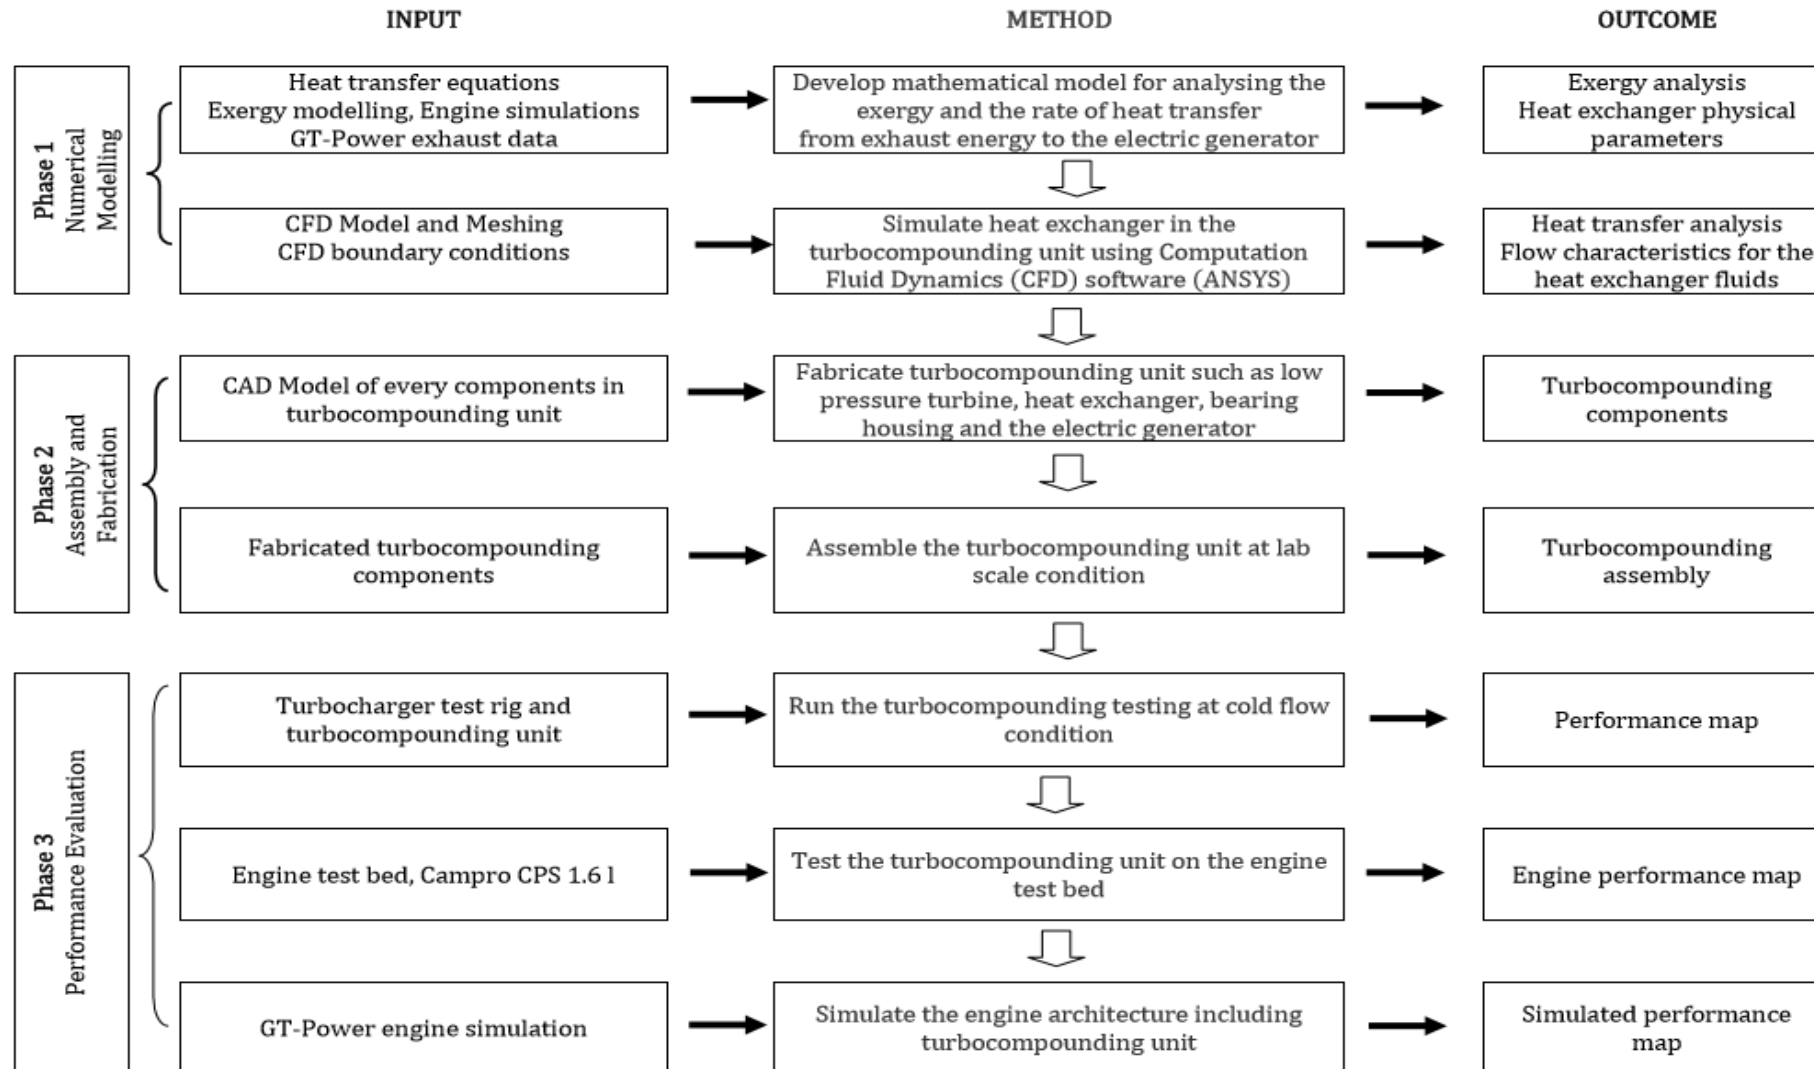 INPUT
METHOD
OUTCOME
Phase 1
Numerical
Modelling
Heat transfer equations
Exergy modelling, Engine simulations
GT-Power exhaust data
Develop mathematical model for analysing the
exergy and the rate of heat transfer
from exhaust energy to the electric generator
Exergy analysis
Heat exchanger physical
parameters
CFD Model and Meshing
CFD boundary conditions
Simulate heat exchanger in the
turbocompounding unit using Computation
Fluid Dynamics (CFD) software (ANSYS)
Heat transfer analysis
Flow characteristics for the
heat exchanger fluids
Phase 2
Assembly and
Fabrication
CAD Model of every components in
turbocompounding unit
Fabricate turbocompounding unit such as low
pressure turbine, heat exchanger, bearing
housing and the electric generator
Turbocompounding
components
Fabricated turbocompounding
components
Assemble the turbocompounding unit at lab
scale condition
Turbocompounding
assembly
Phase 3
Performance Evaluation
Turbocharger test rig and
turbocompounding unit
Run the turbocompounding testing at cold flow
condition
Performance map
Engine test bed, Campro CPS 1.6 l
Test the turbocompounding unit on the engine
test bed
Engine performance map
GT-Power engine simulation
Simulate the engine architecture including
turbocompounding unit
Simulated performance
map